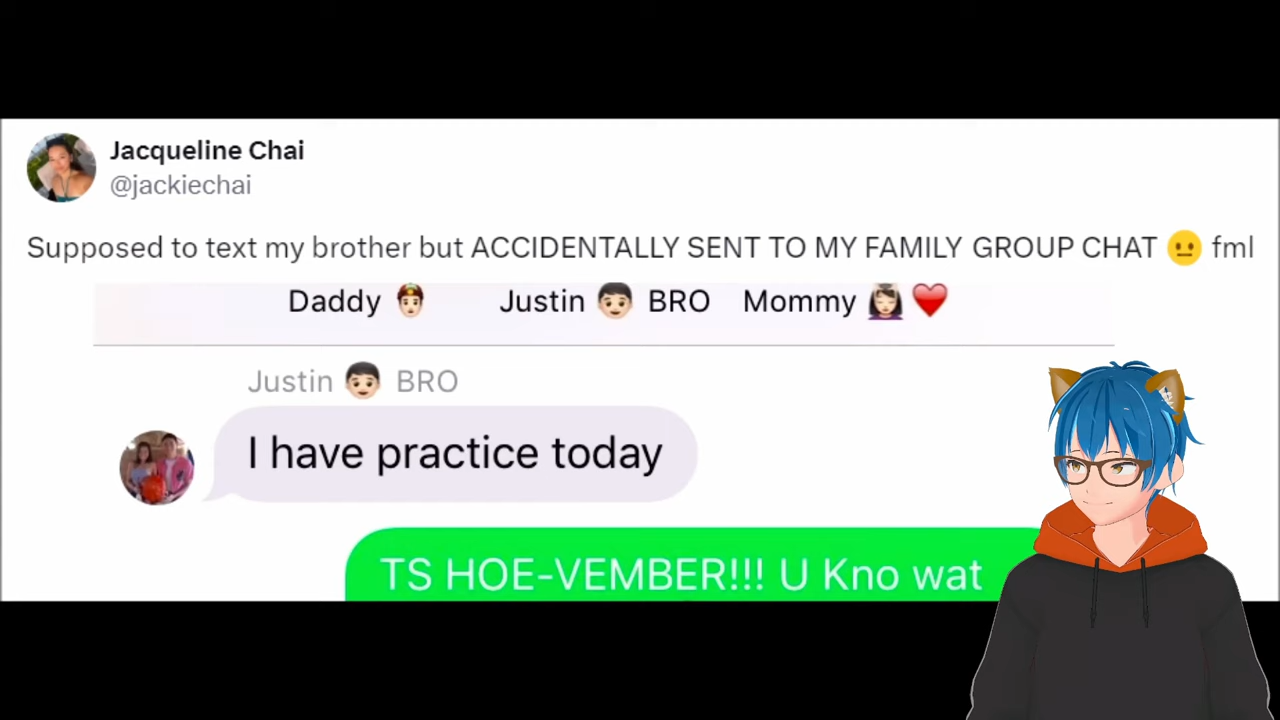 Jacqueline Chai
@jackiechai
Supposed to text my brother but ACCIDENTALLY SENT TO MY FAMILY GROUP CHAT 😐 fml
Daddy Justin 👦🏻 BRO Mommy 💆🏻❤️
Justin 👦🏻 BRO
I have practice today
TS HOE-VEMBER!!! U Kno wat